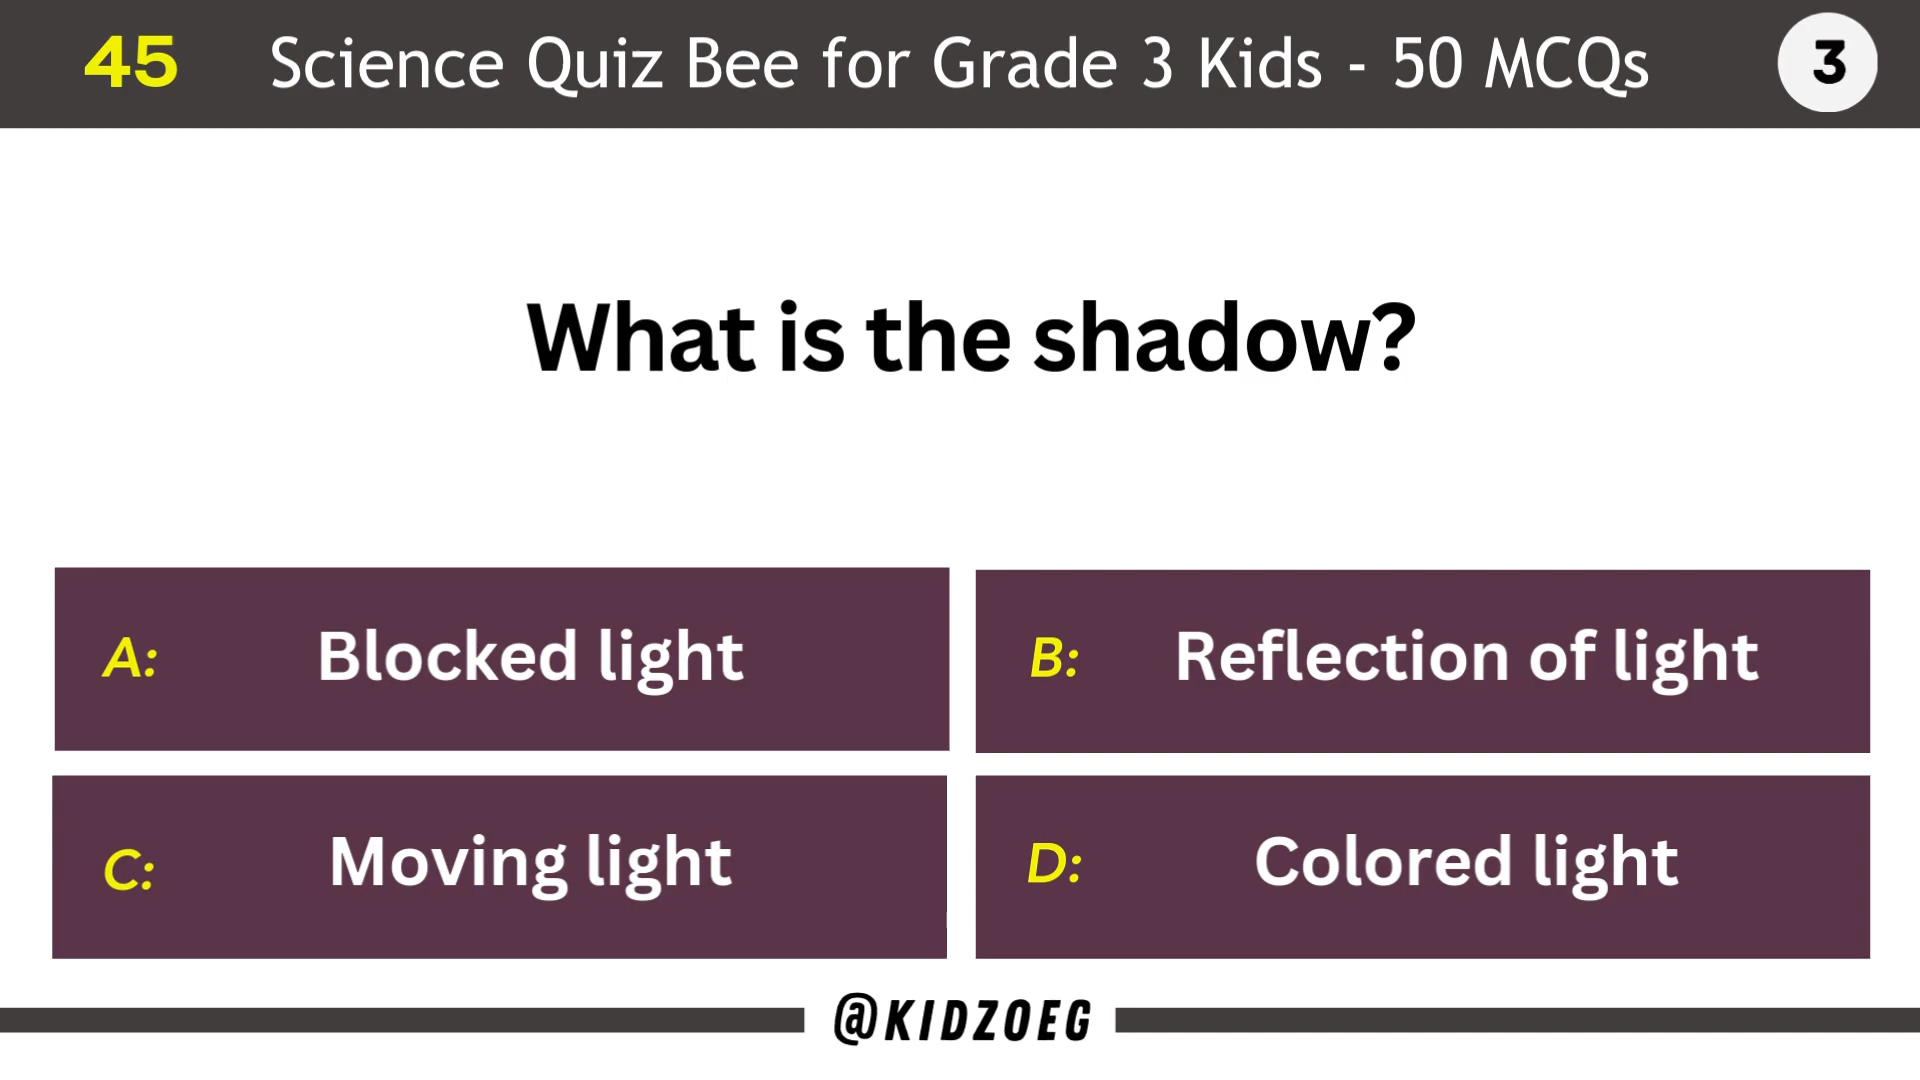 45 Science Quiz Bee for Grade 3 Kids - 50 MCQs 3
What is the shadow?
A: Blocked light
B: Reflection of light
C: Moving light
D: Colored light
@KIDZOEG